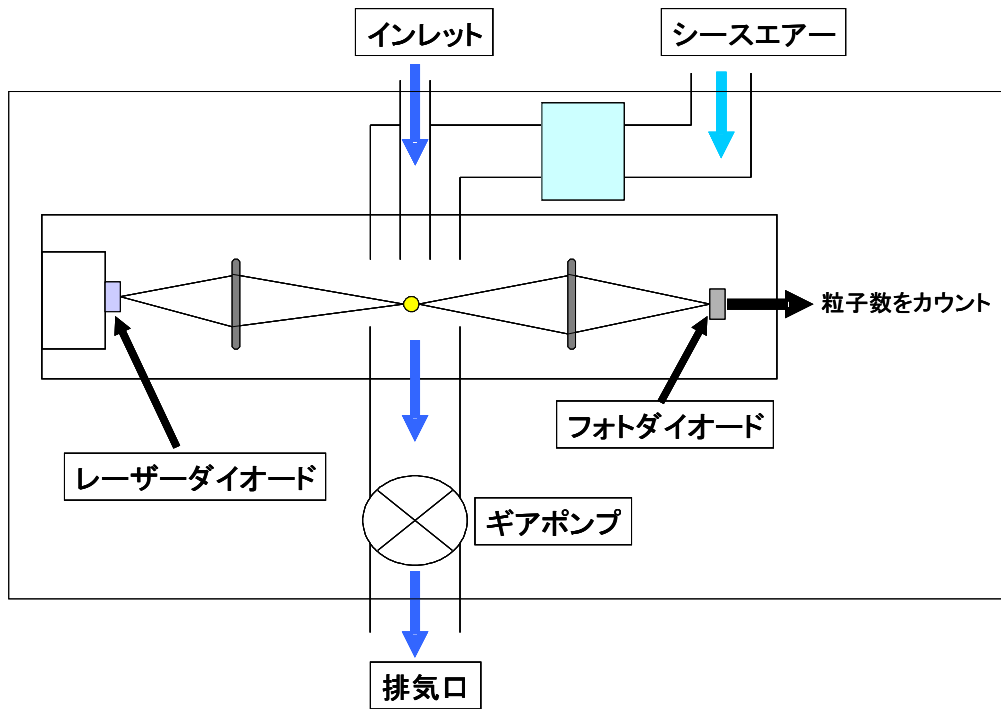 インレット
シースエアー
粒子数をカウント
フォトダイオード
レーザーダイオード
ギアポンプ
排気口